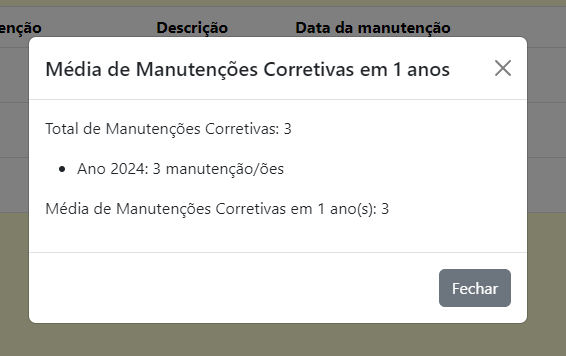 enção Descrição Data da manutenção
Média de Manutenções Corretivas em 1 anos
Total de Manutenções Corretivas: 3
• Ano 2024: 3 manutenção/ões
Média de Manutenções Corretivas em 1 ano(s): 3
Fechar